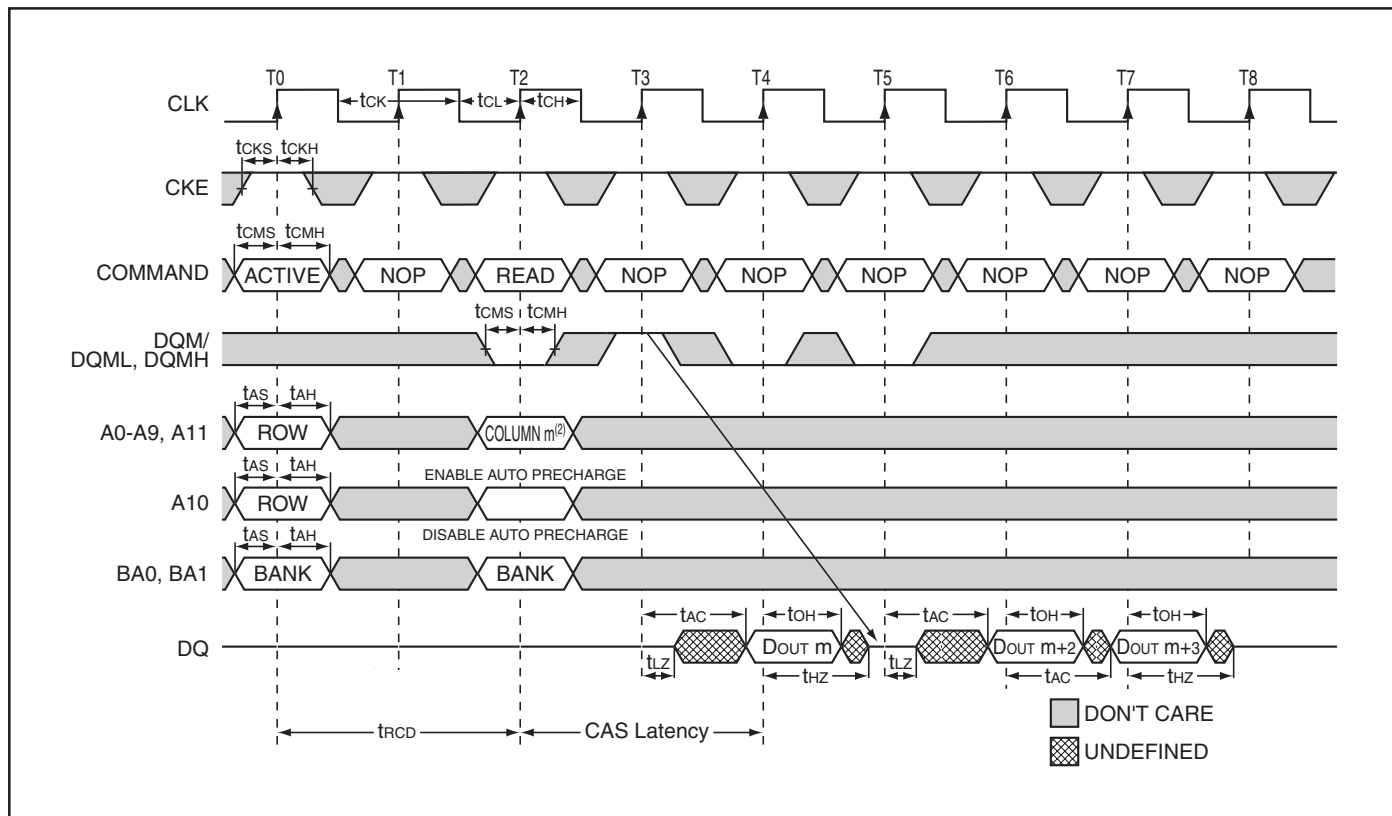 T0 T1 T2 T3 T4 T5 T6 T7 T8
CLK
tCK tCL tCH
tCKS tCKH
CKE
tCMS tCMH
COMMAND ACTIVE NOP READ NOP NOP NOP NOP NOP NOP
tCMS tCMH
DQM/
DQML, DQMH
tAS tAH
A0-A9, A11 ROW COLUMN m(2)
tAS tAH ENABLE AUTO PRECHARGE
A10 ROW
tAS tAH DISABLE AUTO PRECHARGE
BA0, BA1 BANK BANK
tAC tOH tAC tOH tOH
DQ DOUT m DOUT m+2 DOUT m+3
tLZ tHZ tLZ tAC tHZ
DON'T CARE
tRCD CAS Latency
UNDEFINED